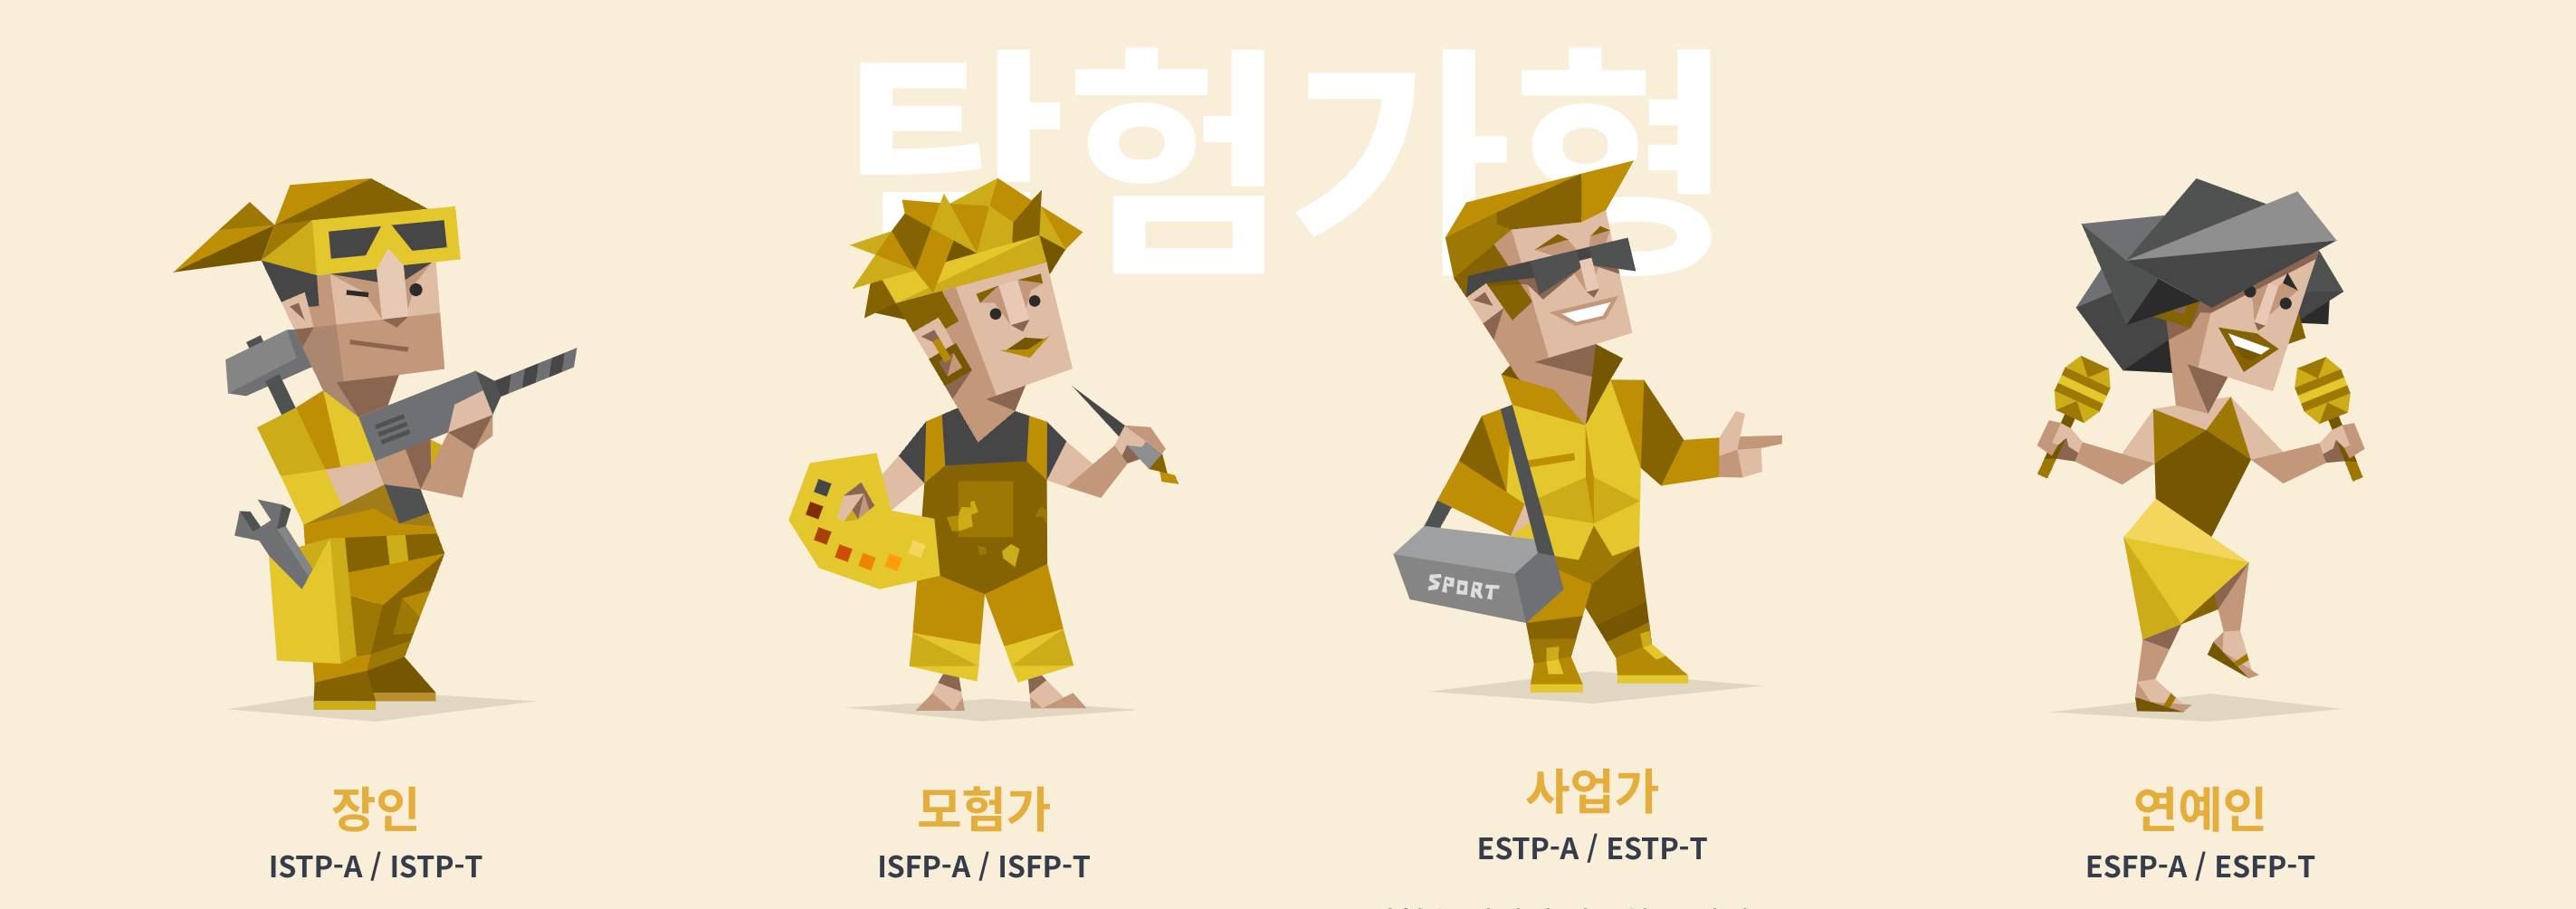 탐험가형
SPORT
장인
ISTP-A / ISTP-T
모험가
ISFP-A / ISFP-T
사업가
ESTP-A / ESTP-T
연예인
ESFP-A / ESFP-T